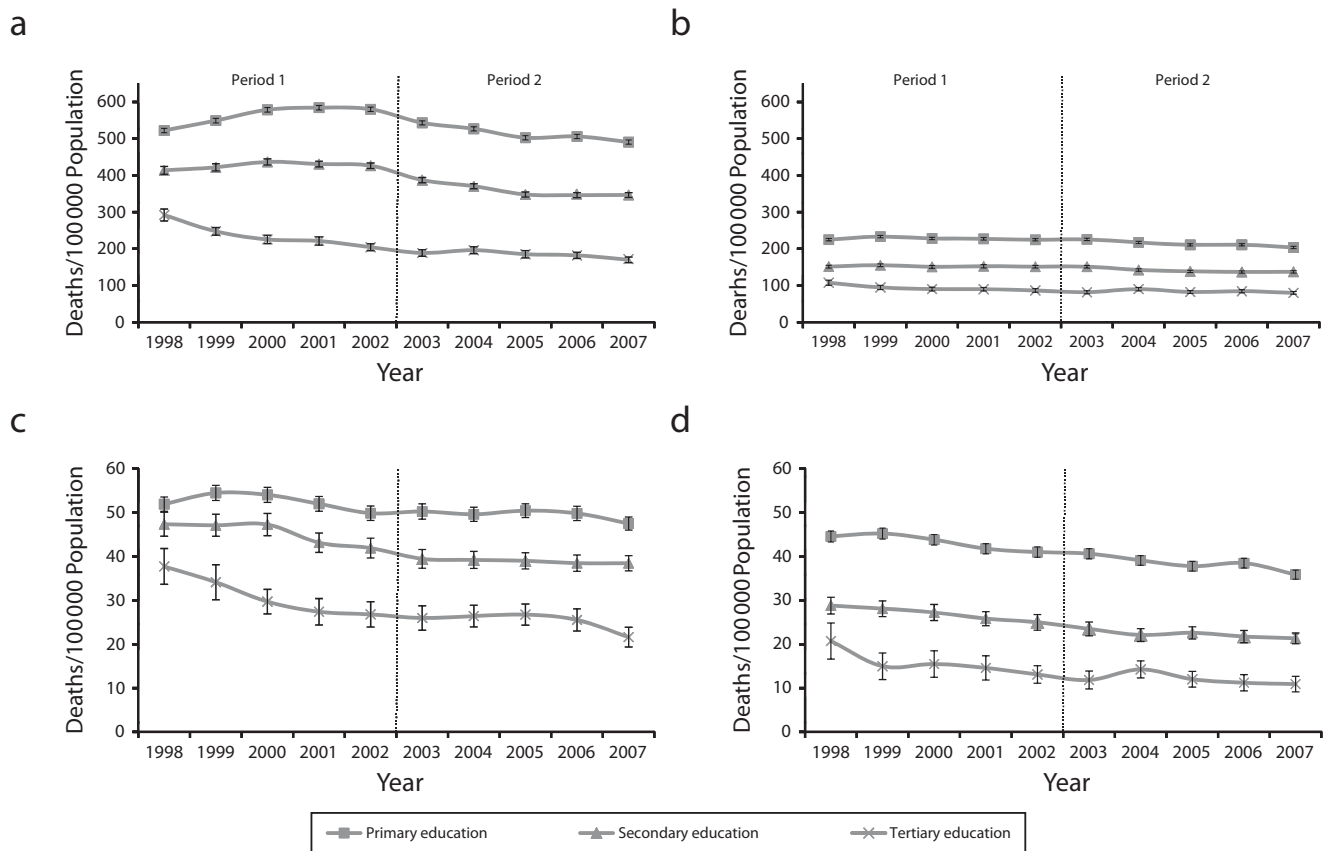 a
Period 1
Period 2
Deaths/100 000 Population
600
500
400
300
200
100
0
1998 1999 2000 2001 2002 2003 2004 2005 2006 2007
Year
b
Period 1
Period 2
Dearhs/100 000 Population
600
500
400
300
200
100
0
1998 1999 2000 2001 2002 2003 2004 2005 2006 2007
Year
c
Deaths/100 000 Population
60
50
40
30
20
10
0
1998 1999 2000 2001 2002 2003 2004 2005 2006 2007
Year
d
Deaths/100 000 Population
60
50
40
30
20
10
0
1998 1999 2000 2001 2002 2003 2004 2005 2006 2007
Year
Primary education Secondary education Tertiary education